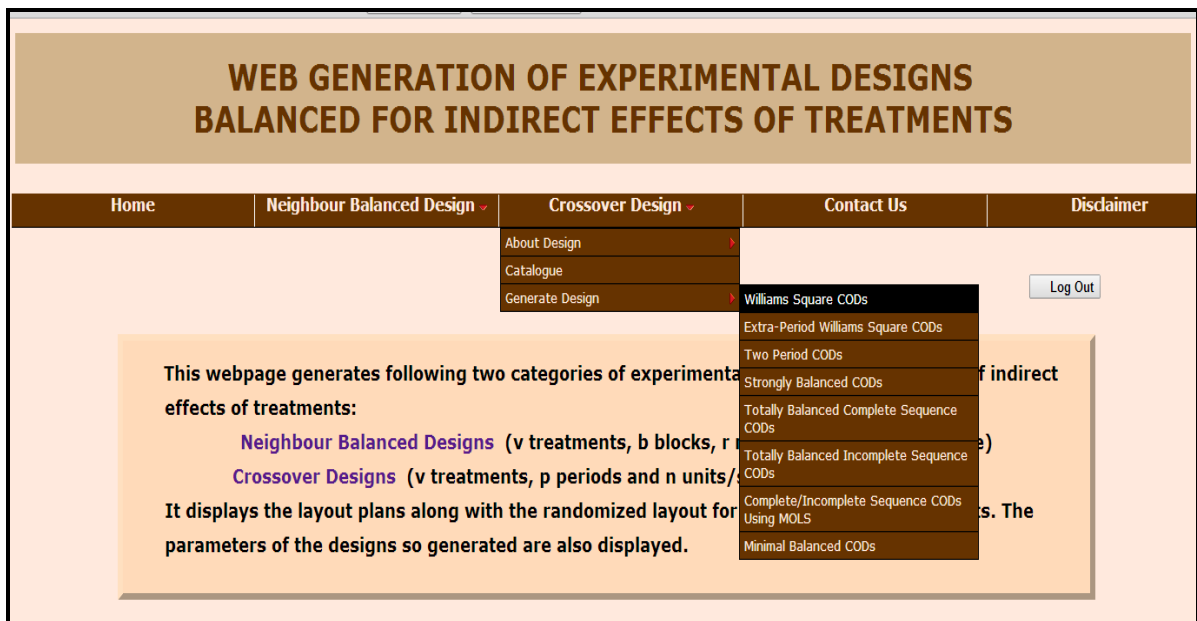 WEB GENERATION OF EXPERIMENTAL DESIGNS
BALANCED FOR INDIRECT EFFECTS OF TREATMENTS
Home
Neighbour Balanced Design
Crossover Design
Contact Us
Disclaimer
About Design
Catalogue
Generate Design
Log Out
Williams Square CODs
Extra-Period Williams Square CODs
Two Period CODs
Strongly Balanced CODs
Totally Balanced Complete Sequence
CODs
Totally Balanced Incomplete Sequence
CODs
Complete/Incomplete Sequence CODs
Using MOLS
Minimal Balanced CODs
This webpage generates following two categories of indirect
effects of treatments:
Neighbour Balanced Designs (v treatments, b blocks,
Crossover Designs (v treatments, p periods and n units/
It displays the layout plans along with the randomized layout for The
parameters of the designs so generated are also displayed.